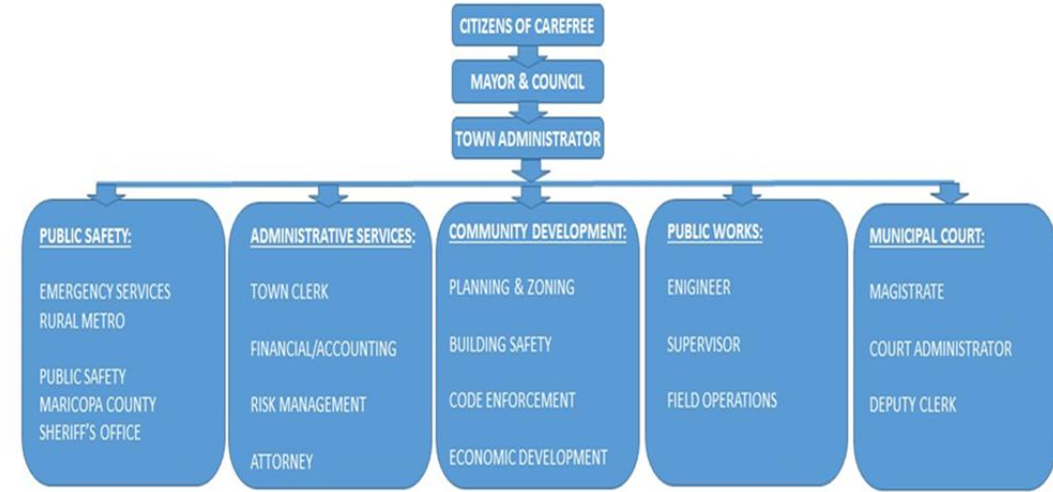 CITIZENS OF CAREFREE
MAYOR & COUNCIL
TOWN ADMINISTRATOR
PUBLIC SAFETY:
EMERGENCY SERVICES
RURAL METRO
PUBLIC SAFETY
MARICOPA COUNTY
SHERIFF'S OFFICE
ADMINISTRATIVE SERVICES:
TOWN CLERK
FINANCIAL/ACCOUNTING
RISK MANAGEMENT
ATTORNEY
COMMUNITY DEVELOPMENT:
PLANNING & ZONING
BUILDING SAFETY
CODE ENFORCEMENT
ECONOMIC DEVELOPMENT
PUBLIC WORKS:
ENIGINEER
SUPERVISOR
FIELD OPERATIONS
MUNICIPAL COURT:
MAGISTRATE
COURT ADMINISTRATOR
DEPUTY CLERK